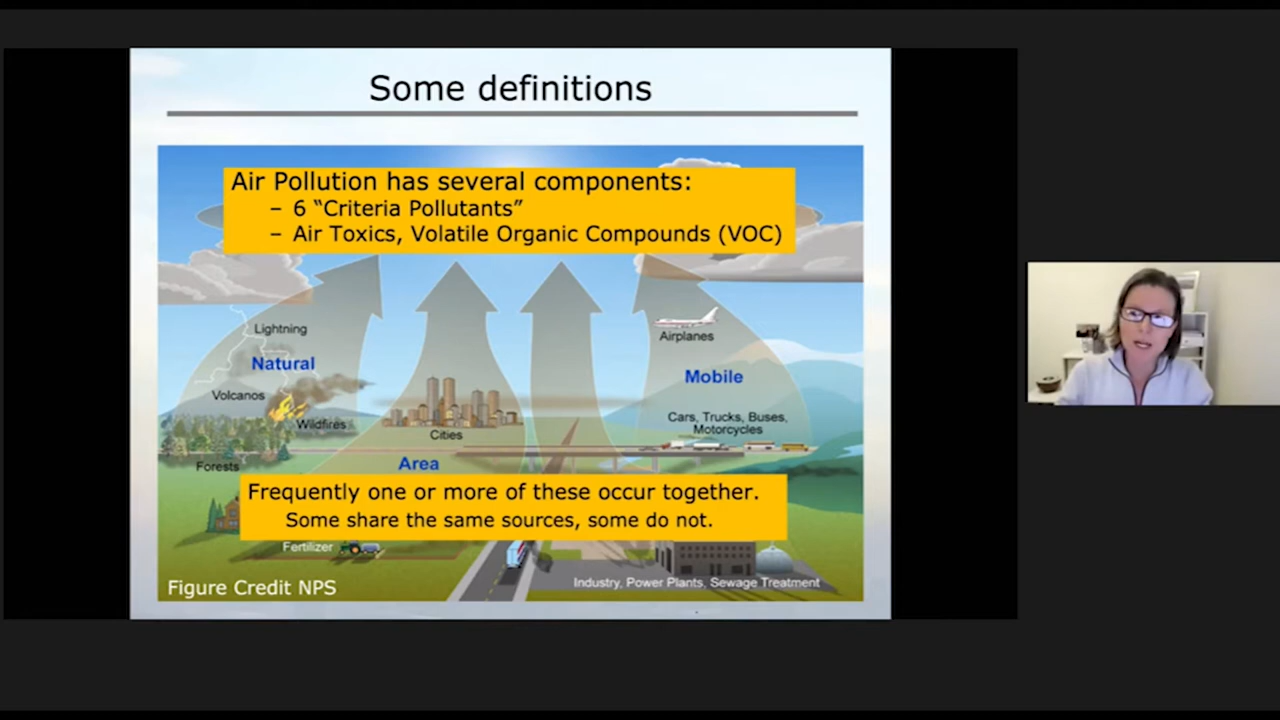 Some definitions
Air Pollution has several components:
– 6 “Criteria Pollutants”
– Air Toxics, Volatile Organic Compounds (VOC)
Lightning
Natural
Airplanes
Mobile
Volcanos
Wildfires
Cities
Cars, Trucks, Buses,
Motorcycles
Forests
Area
Frequently one or more of these occur together.
Some share the same sources, some do not.
Fertilizer
Industry, Power Plants, Sewage Treatment
Figure Credit NPS